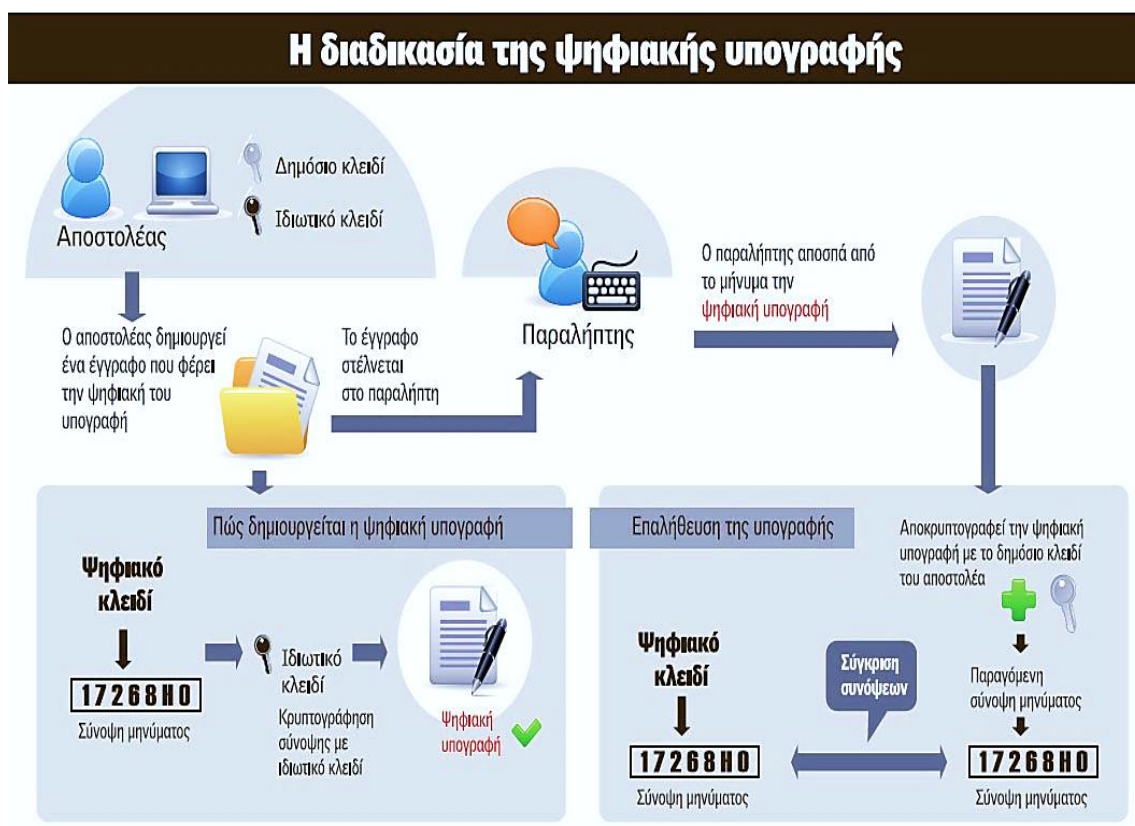 Η διαδικασία της ψηφιακής υπογραφής
Δημόσιο κλειδί
Ιδιωτικό κλειδί
Αποστολέας
Ο αποστολέας δημιουργεί
ένα έγγραφο που φέρει
την ψηφιακή του
υπογραφή
Το έγγραφο
στέλνεται
στο παραλήπτη
Παραλήπτης
Ο παραλήπτης αποσπά από
το μήνυμα την
ψηφιακή υπογραφή
Πώς δημιουργείται η ψηφιακή υπογραφή
Ψηφιακό
κλειδί
17268H0
Σύνοψη μηνύματος
Ιδιωτικό
κλειδί
Κρυπτογράφηση
σύνοψης με
ιδιωτικό κλειδί
Ψηφιακή
υπογραφή
Επαλήθευση της υπογραφής
Αποκρυπτογραφεί την ψηφιακή
υπογραφή με το δημόσιο κλειδί
του αποστολέα
Ψηφιακό
κλειδί
17268H0
Σύνοψη μηνύματος
Σύγκριση
συνόψεων
Παραγόμενη
σύνοψη μηνύματος
17268H0
Σύνοψη μηνύματος